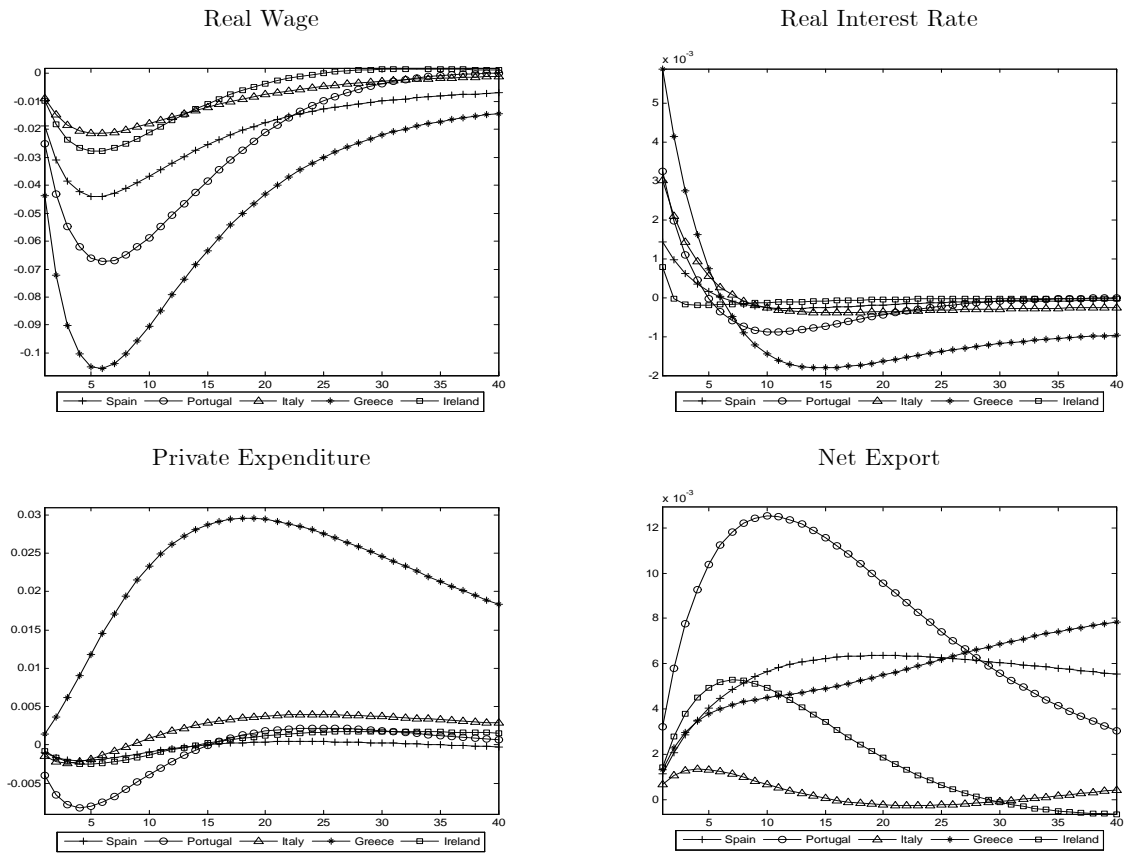 Real Wage
0
-0.01
-0.02
-0.03
-0.04
-0.05
-0.06
-0.07
-0.08
-0.09
-0.1
5 10 15 20 25 30 35 40
Spain Portugal Italy Greece Ireland
Real Interest Rate
x 10⁻³
5
4
3
2
1
0
-1
-2
5 10 15 20 25 30 35 40
Spain Portugal Italy Greece Ireland
Private Expenditure
0.03
0.025
0.02
0.015
0.01
0.005
0
-0.005
5 10 15 20 25 30 35 40
Spain Portugal Italy Greece Ireland
Net Export
x 10⁻³
12
10
8
6
4
2
0
5 10 15 20 25 30 35 40
Spain Portugal Italy Greece Ireland